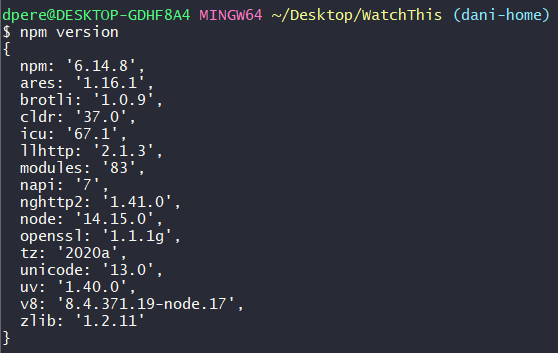 dpere@DESKTOP-GDHF8A4 MINGW64 ~/Desktop/WatchThis (dani-home)
$ npm version
{
  npm: '6.14.8',
  ares: '1.16.1',
  brotli: '1.0.9',
  cldr: '37.0',
  icu: '67.1',
  llhttp: '2.1.3',
  modules: '83',
  napi: '7',
  nghttp2: '1.41.0',
  node: '14.15.0',
  openssl: '1.1.1g',
  tz: '2020a',
  unicode: '13.0',
  uv: '1.40.0',
  v8: '8.4.371.19-node.17',
  zlib: '1.2.11'
}